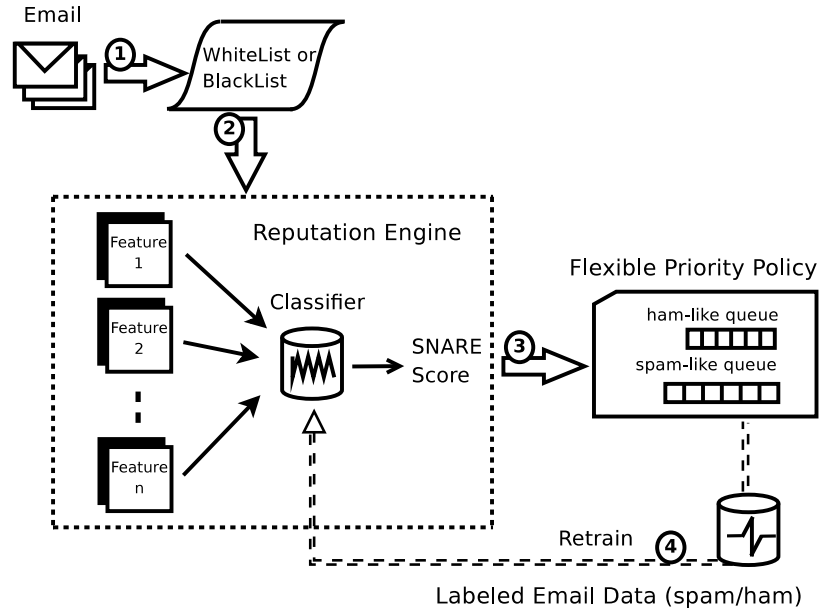 Email
1
WhiteList or
BlackList
2
Reputation Engine
Feature
1
Classifier
Feature
2
SNARE
Score
Feature
n
3
Flexible Priority Policy
ham-like queue
spam-like queue
Retrain
4
Labeled Email Data (spam/ham)